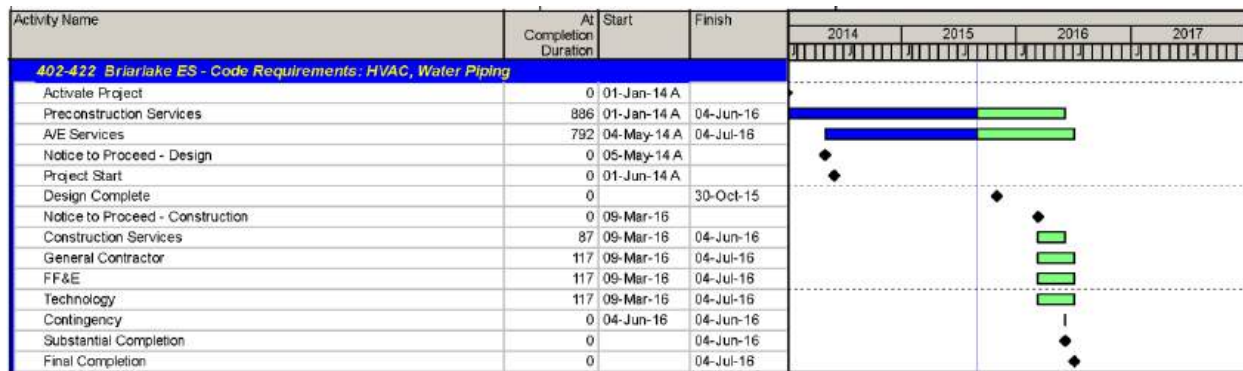 Activity Name At Completion Duration Start Finish
2014 2015 2016 2017
J J J J J J J J
402-422 Briarlake ES - Code Requirements: HVAC, Water Piping
Activate Project 0 01-Jan-14 A
Preconstruction Services 886 01-Jan-14 A 04-Jun-16
A/E Services 792 04-May-14 A 04-Jul-16
Notice to Proceed - Design 0 05-May-14 A
Project Start 0 01-Jun-14 A
Design Complete 0 30-Oct-15
Notice to Proceed - Construction 0 09-Mar-16
Construction Services 87 09-Mar-16 04-Jun-16
General Contractor 117 09-Mar-16 04-Jul-16
FF&E 117 09-Mar-16 04-Jul-16
Technology 117 09-Mar-16 04-Jul-16
Contingency 0 04-Jun-16 04-Jun-16
Substantial Completion 0 04-Jun-16
Final Completion 0 04-Jul-16